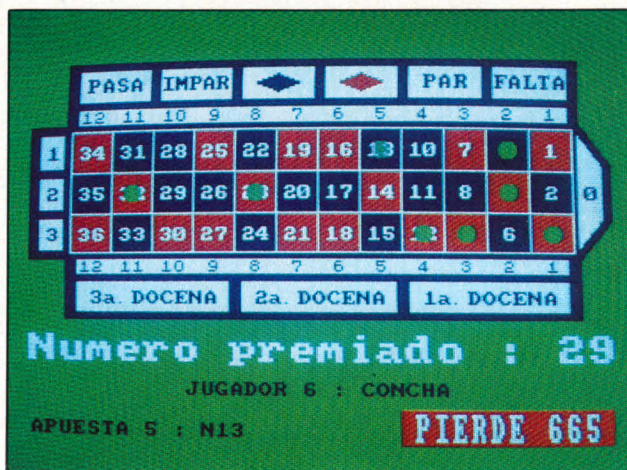 PASA IMPAR PAR FALTA
12 11 10 9 8 7 6 5 4 3 2 1
1 34 31 28 25 22 19 16 13 10 7 1
2 35 29 26 20 17 14 11 8 2 0
3 36 33 30 27 24 21 18 15 12 6
12 11 10 9 8 7 6 5 4 3 2 1
3a. DOCENA 2a. DOCENA 1a. DOCENA
Numero premiado : 29
JUGADOR 6 : CONCHA
APUESTA 5 : N13 PIERDE 665